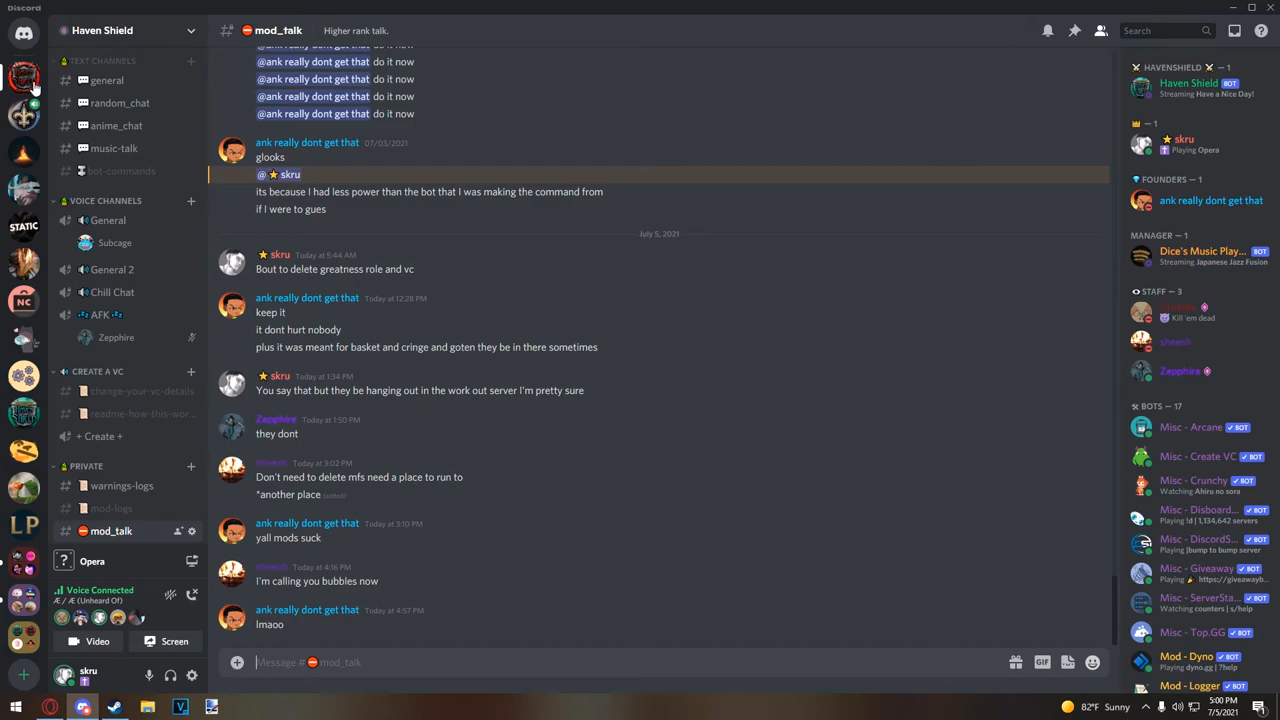 Discord
Haven Shield
mod_talk
Higher rank talk.
Search
TEXT CHANNELS
general
random_chat
anime_chat
music-talk
bot-commands
VOICE CHANNELS
General
Subcage
General 2
Chill Chat
AFK
Zepphire
CREATE A VC
change-your-vc-details
readme-how-this-wor...
+ Create +
PRIVATE
warnings-logs
mod-logs
mod_talk
Opera
Voice Connected
Æ / Æ (Unheard Of)
Video
Screen
skru
STATIC
NC
LP
@ank really dont get that do it now
@ank really dont get that do it now
@ank really dont get that do it now
@ank really dont get that do it now
ank really dont get that 07/03/2021
glooks
@ ⭐ skru
its because I had less power than the bot that I was making the command from
if I were to gues
July 5, 2021
skru Today at 5:44 AM
Bout to delete greatness role and vc
ank really dont get that Today at 12:28 PM
keep it
it dont hurt nobody
plus it was meant for basket and cringe and goten they be in there sometimes
skru Today at 1:34 PM
You say that but they be hanging out in the work out server I'm pretty sure
Zepphire Today at 1:50 PM
they dont
sheesh Today at 3:02 PM
Don't need to delete mfs need a place to run to
*another place (edited)
ank really dont get that Today at 3:10 PM
yall mods suck
sheesh Today at 4:16 PM
I'm calling you bubbles now
ank really dont get that Today at 4:57 PM
lmaoo
Message #⛔mod_talk
GIF
HAVENSHIELD — 1
Haven Shield BOT
Streaming Have a Nice Day!
— 1
skru
Playing Opera
FOUNDERS — 1
ank really dont get that
MANAGER — 1
Dice's Music Play... BOT
Streaming Japanese Jazz Fusion
STAFF — 3
Crunchy
Kill 'em dead
sheesh
Zepphire
BOTS — 17
Misc - Arcane BOT
Misc - Create VC BOT
Misc - Crunchy BOT
Watching Ahiru no sora
Misc - Disboard... BOT
Playing !d | 1,134,642 servers
Misc - DiscordS... BOT
Playing |bump to bump server
Misc - Giveaway BOT
Playing 🎉 https://giveawayb...
Misc - ServerSta... BOT
Watching counters | s/help
Misc - Top.GG BOT
Mod - Dyno BOT
Playing dyno.gg | ?help
Mod - Logger BOT
82°F Sunny
5:00 PM
7/5/2021